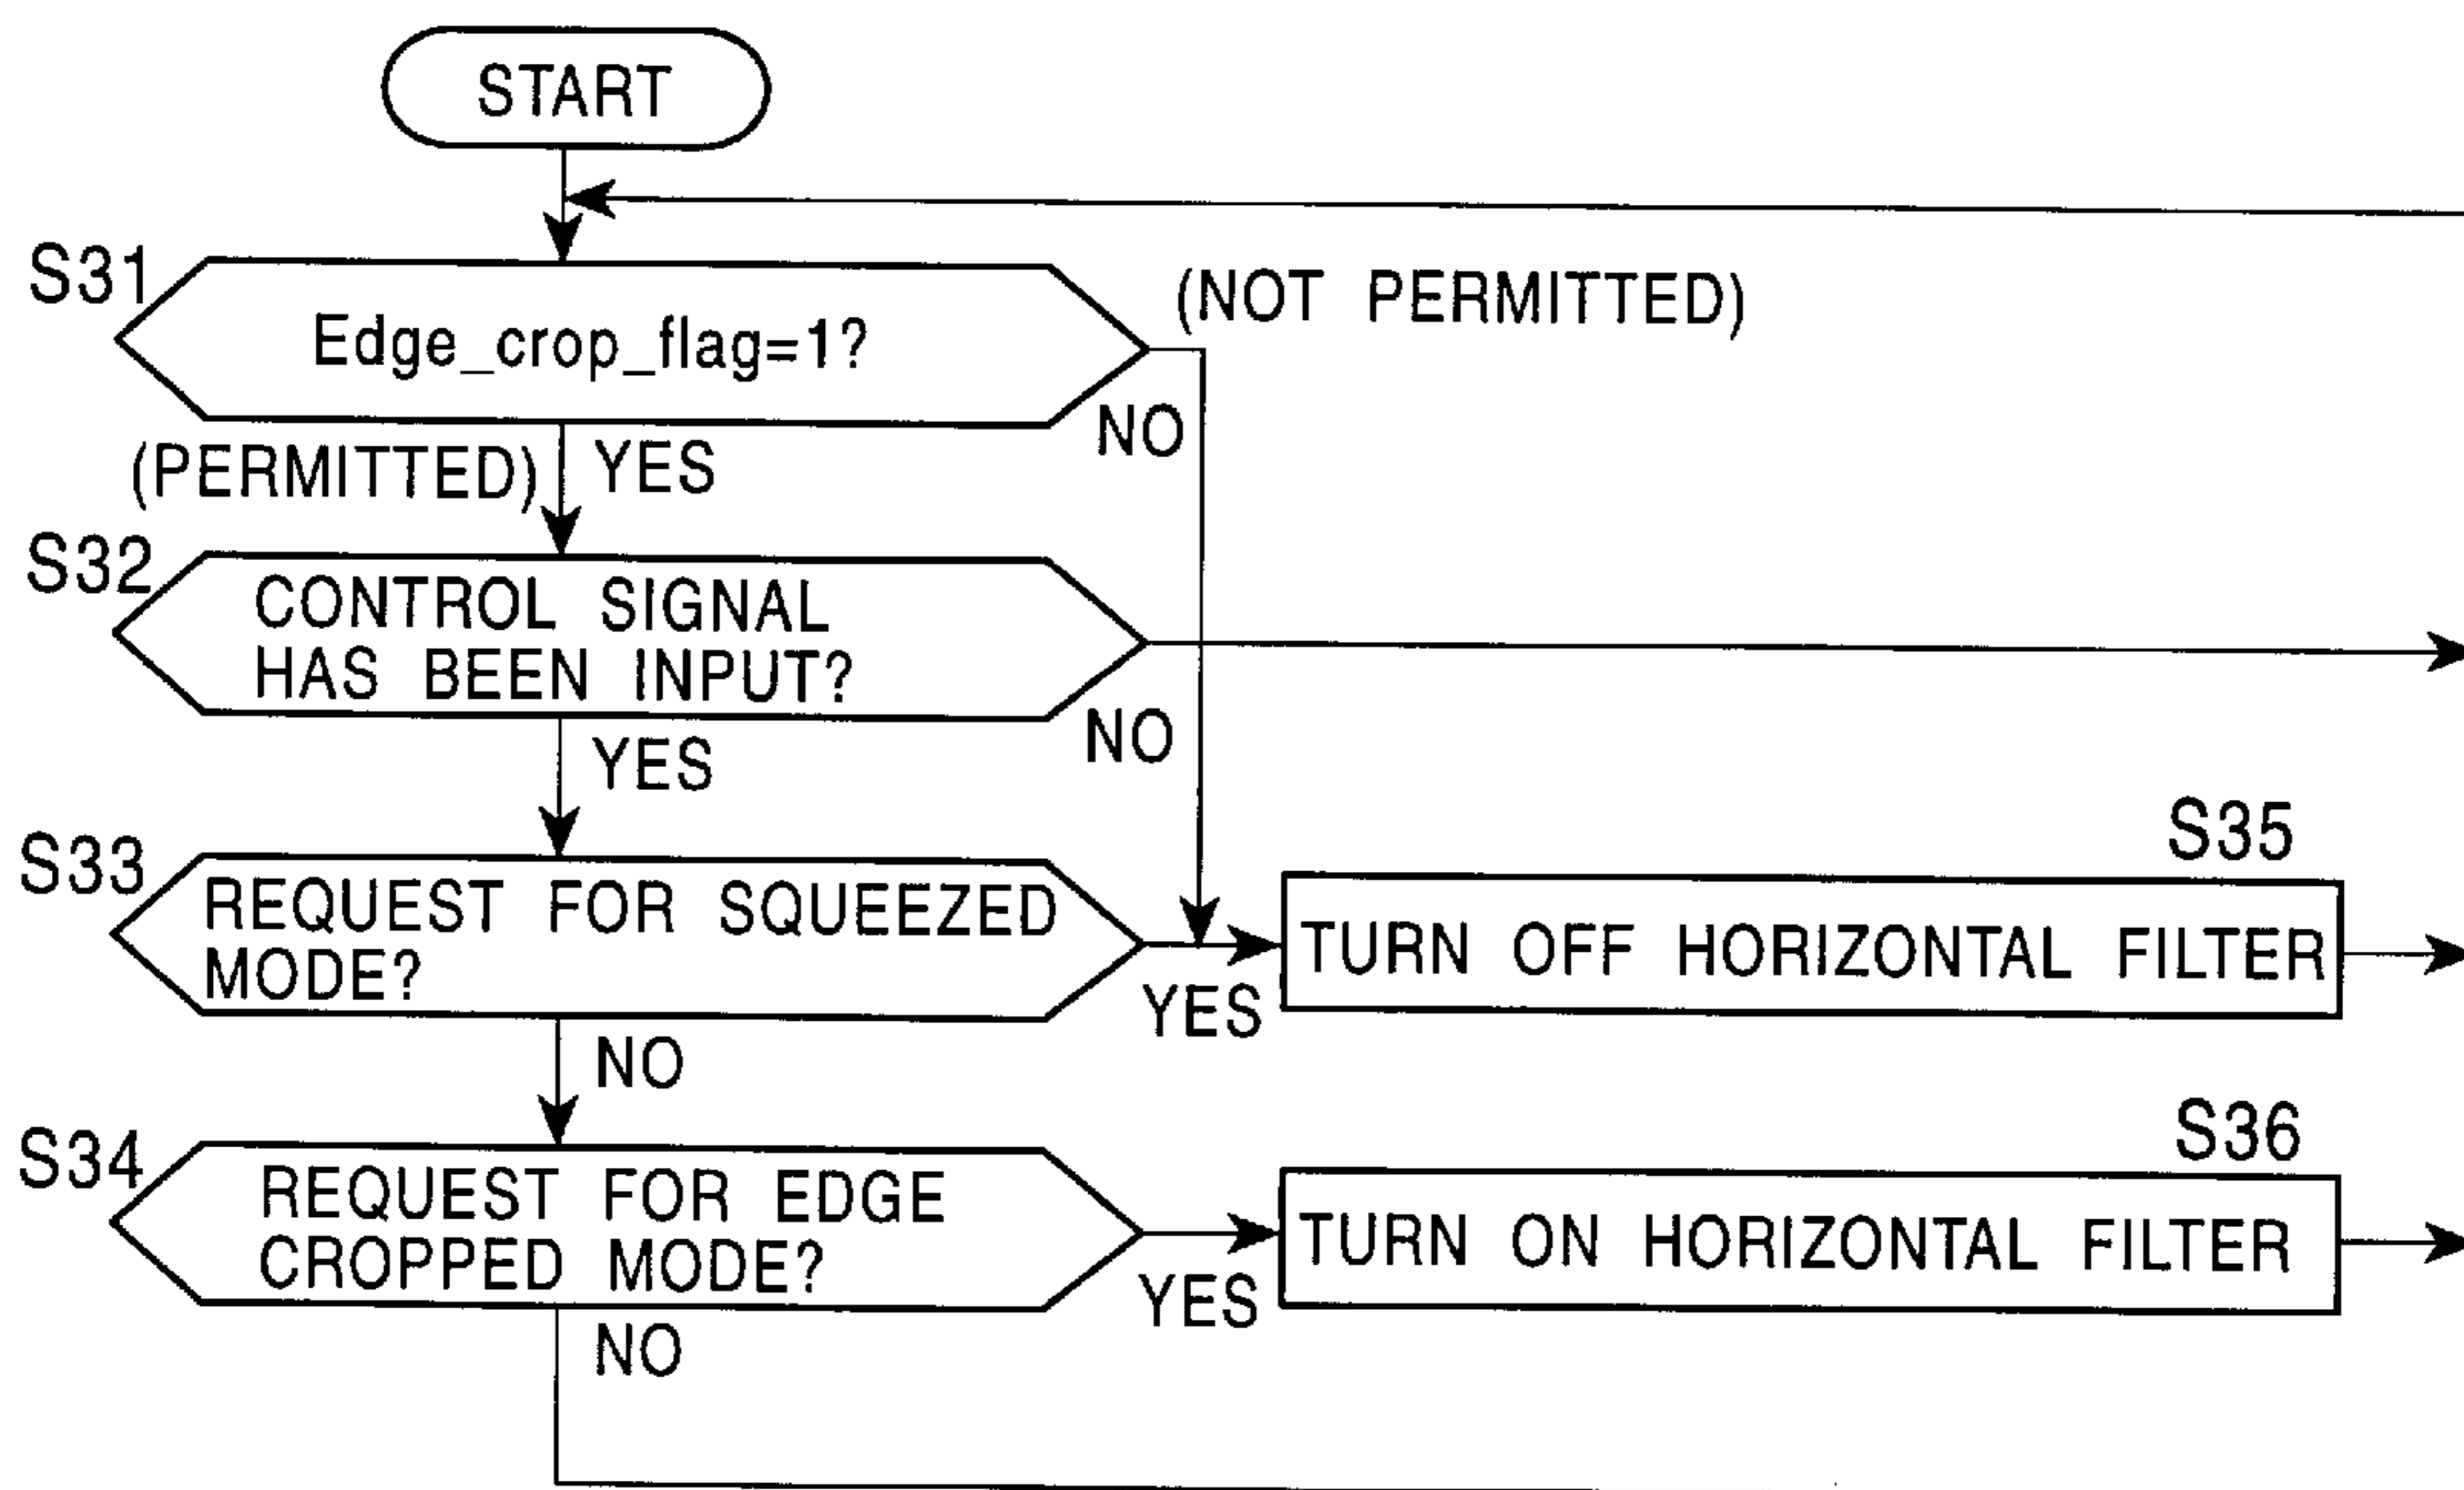 START
S31
(NOT PERMITTED)
Edge_crop_flag=1?
NO
(PERMITTED) YES
S32
CONTROL SIGNAL
HAS BEEN INPUT?
NO
YES
S33
S35
REQUEST FOR SQUEEZED
MODE?
TURN OFF HORIZONTAL FILTER
YES
NO
S34
S36
REQUEST FOR EDGE
CROPPED MODE?
TURN ON HORIZONTAL FILTER
YES
NO